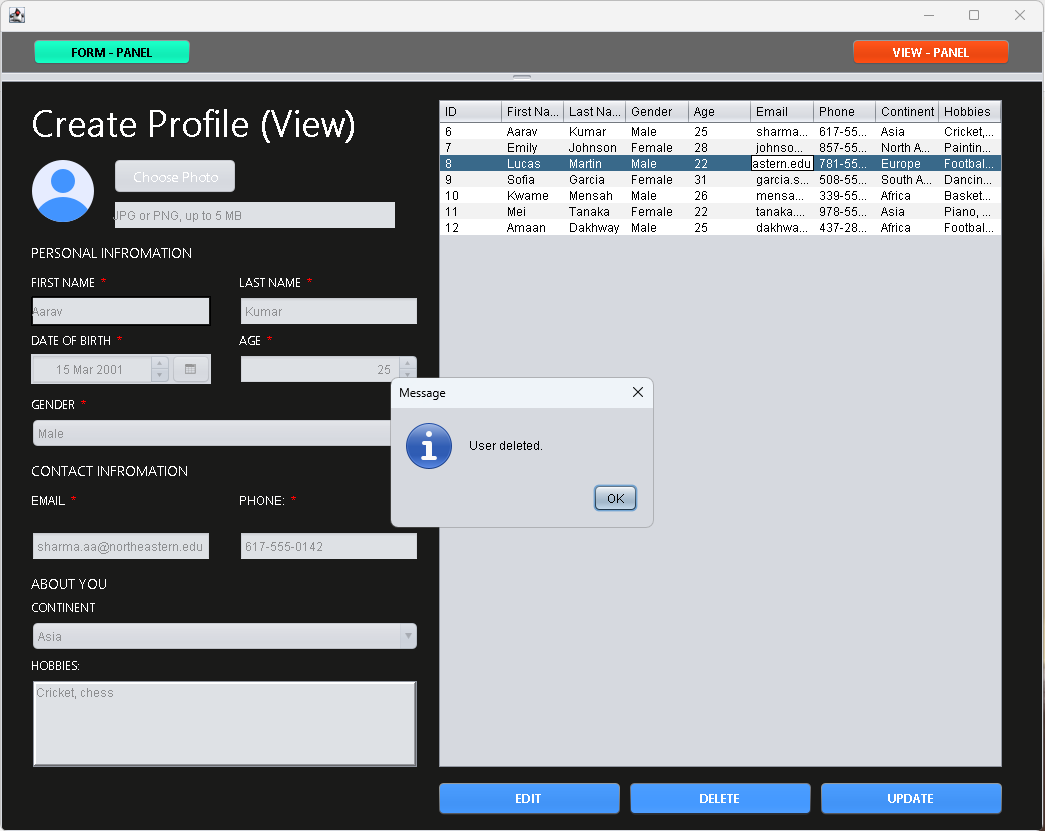 FORM - PANEL
VIEW - PANEL
Create Profile (View)
Choose Photo
JPG or PNG, up to 5 MB
PERSONAL INFROMATION
FIRST NAME *
LAST NAME *
Aarav
Kumar
DATE OF BIRTH *
AGE *
15 Mar 2001
25
GENDER *
Male
CONTACT INFROMATION
EMAIL *
PHONE: *
sharma.aa@northeastern.edu
617-555-0142
ABOUT YOU
CONTINENT
Asia
HOBBIES:
Cricket, chess
ID First Na... Last Na... Gender Age Email Phone Continent Hobbies
6 Aarav Kumar Male 25 sharma... 617-55... Asia Cricket,...
7 Emily Johnson Female 28 johnso... 857-55... North A... Paintin...
8 Lucas Martin Male 22 astern.edu 781-55... Europe Footbal...
9 Sofia Garcia Female 31 garcia.s... 508-55... South A... Dancin...
10 Kwame Mensah Male 26 mensa... 339-55... Africa Basket...
11 Mei Tanaka Female 22 tanaka.... 978-55... Asia Piano, ...
12 Amaan Dakhway Male 25 dakhwa... 437-28... Africa Footbal...
Message
User deleted.
OK
EDIT
DELETE
UPDATE